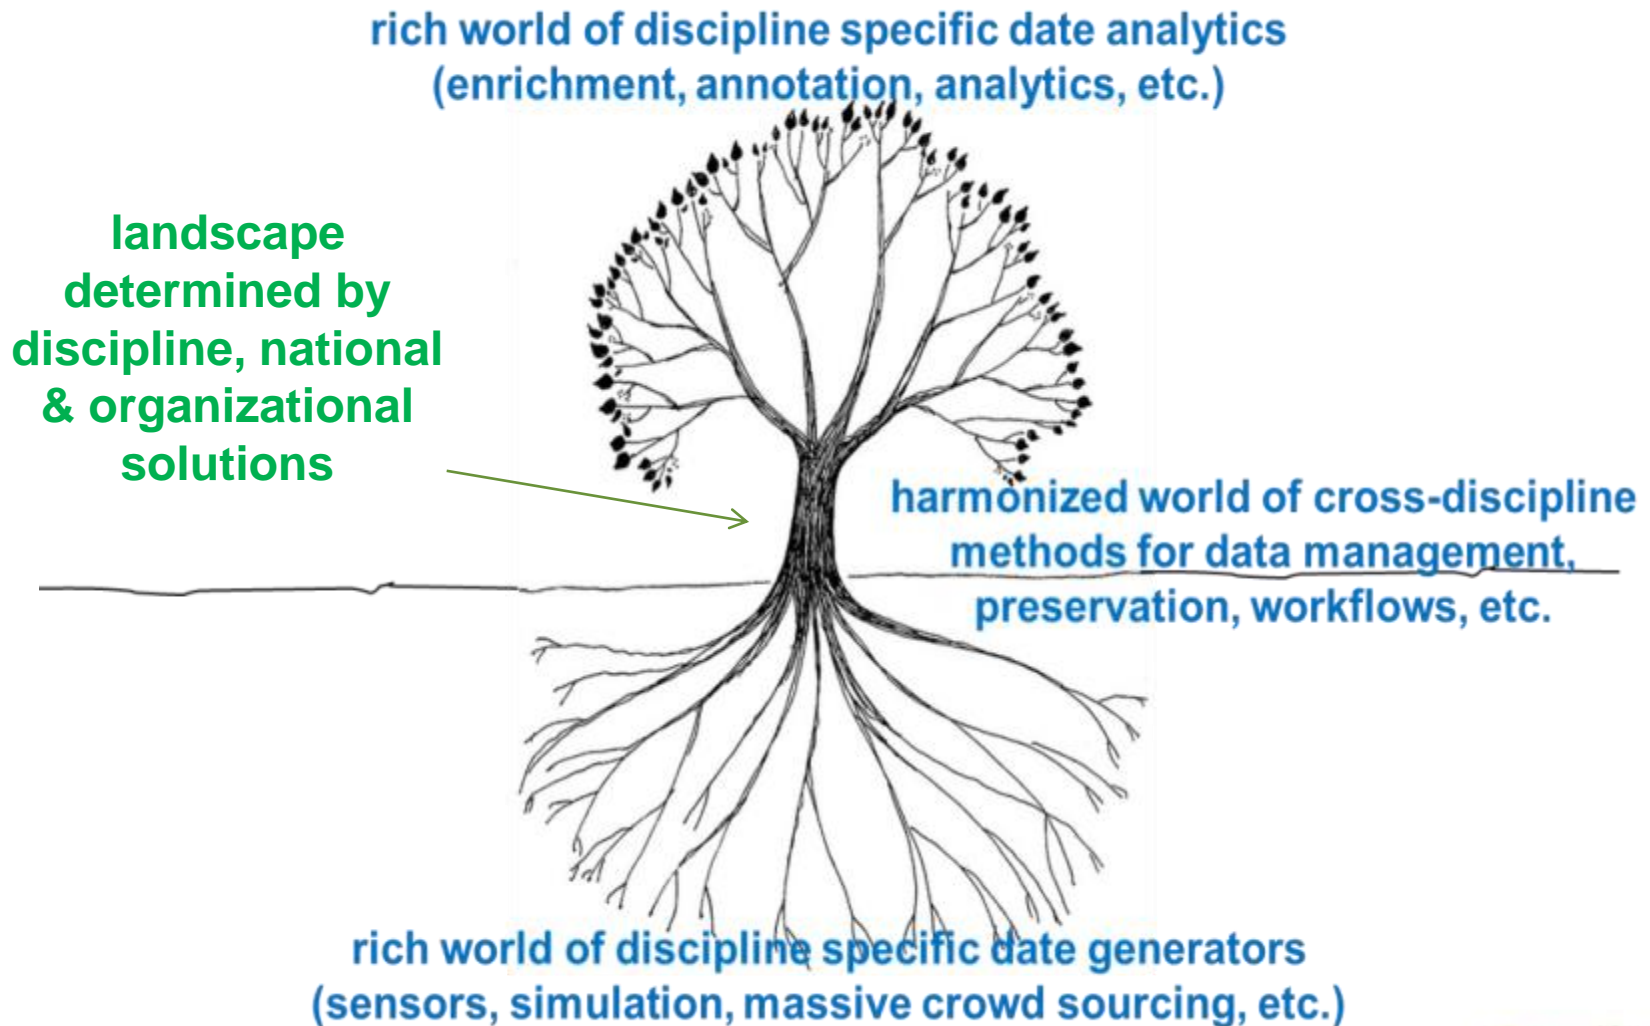 rich world of discipline specific date analytics
(enrichment, annotation, analytics, etc.)
landscape
determined by
discipline, national
& organizational
solutions
harmonized world of cross-discipline
methods for data management,
preservation, workflows, etc.
rich world of discipline specific date generators
(sensors, simulation, massive crowd sourcing, etc.)